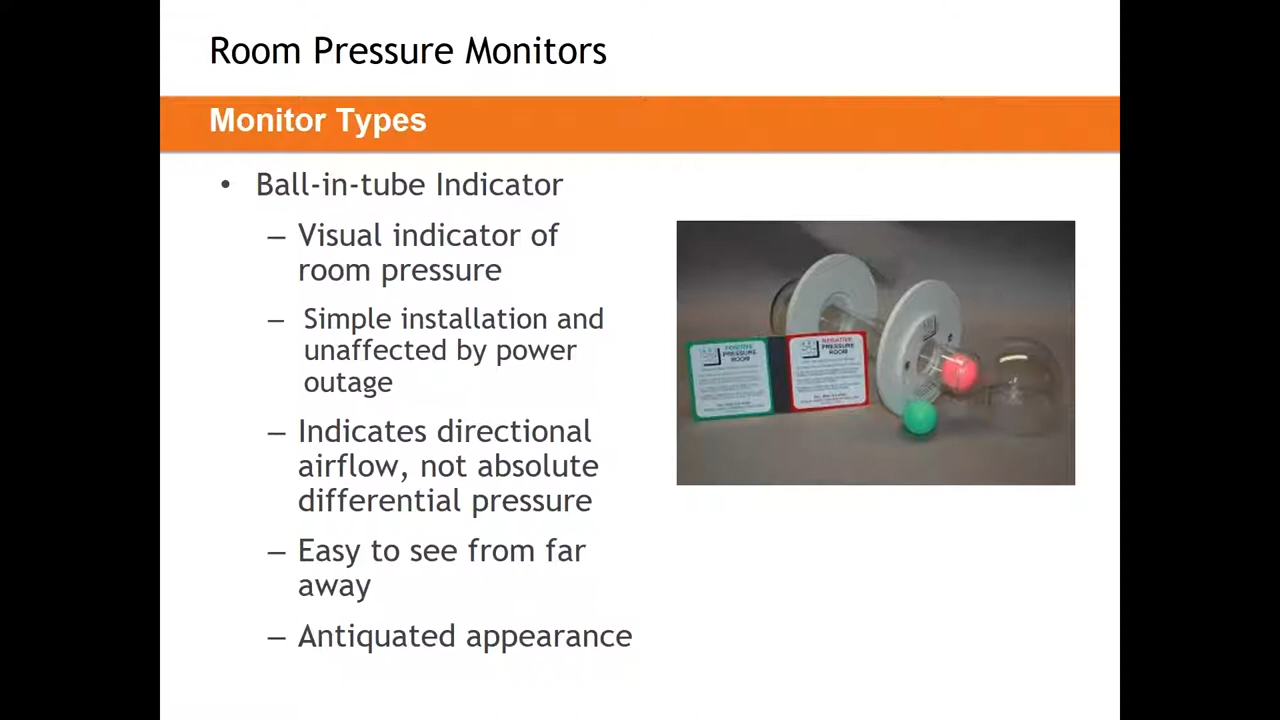 Room Pressure Monitors
Monitor Types
• Ball-in-tube Indicator
– Visual indicator of
room pressure
– Simple installation and
unaffected by power
outage
– Indicates directional
airflow, not absolute
differential pressure
– Easy to see from far
away
– Antiquated appearance
POSITIVE
PRESSURE
ROOM
NEGATIVE
PRESSURE
ROOM